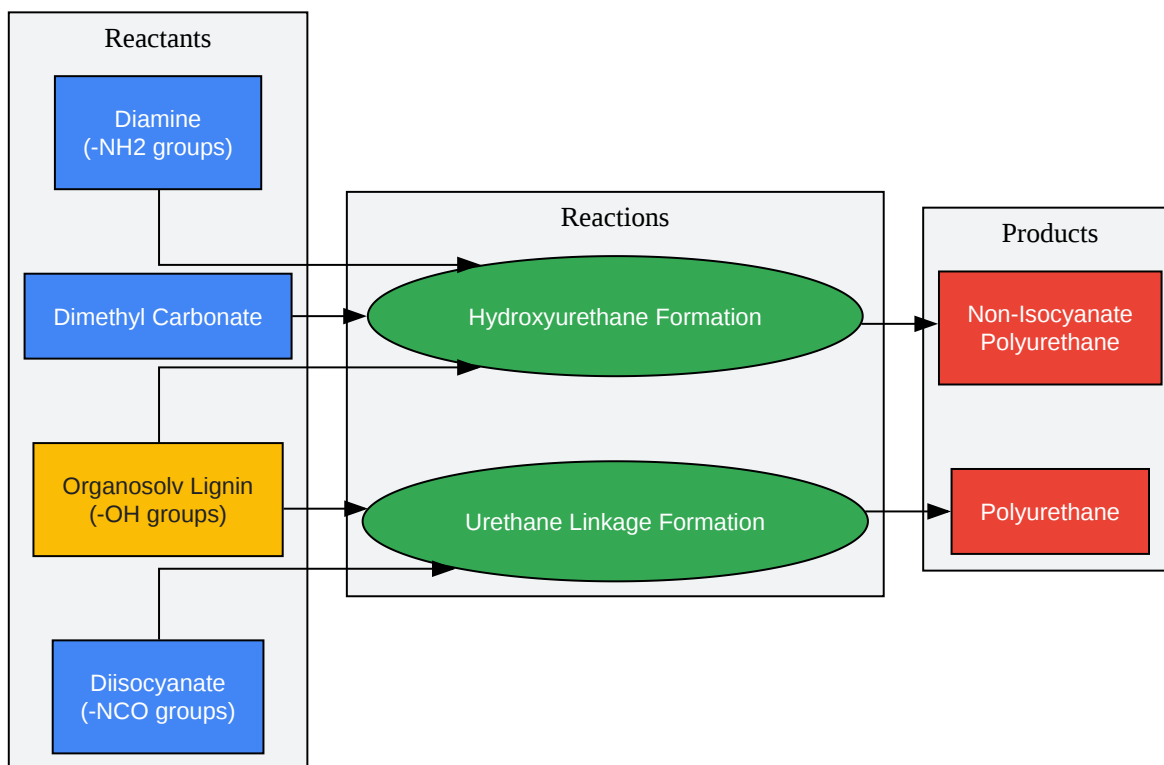 Reactants
Diamine
(-NH2 groups)
Dimethyl Carbonate
Organosolv Lignin
(-OH groups)
Diisocyanate
(-NCO groups)
Reactions
Hydroxyurethane Formation
Urethane Linkage Formation
Products
Non-Isocyanate
Polyurethane
Polyurethane